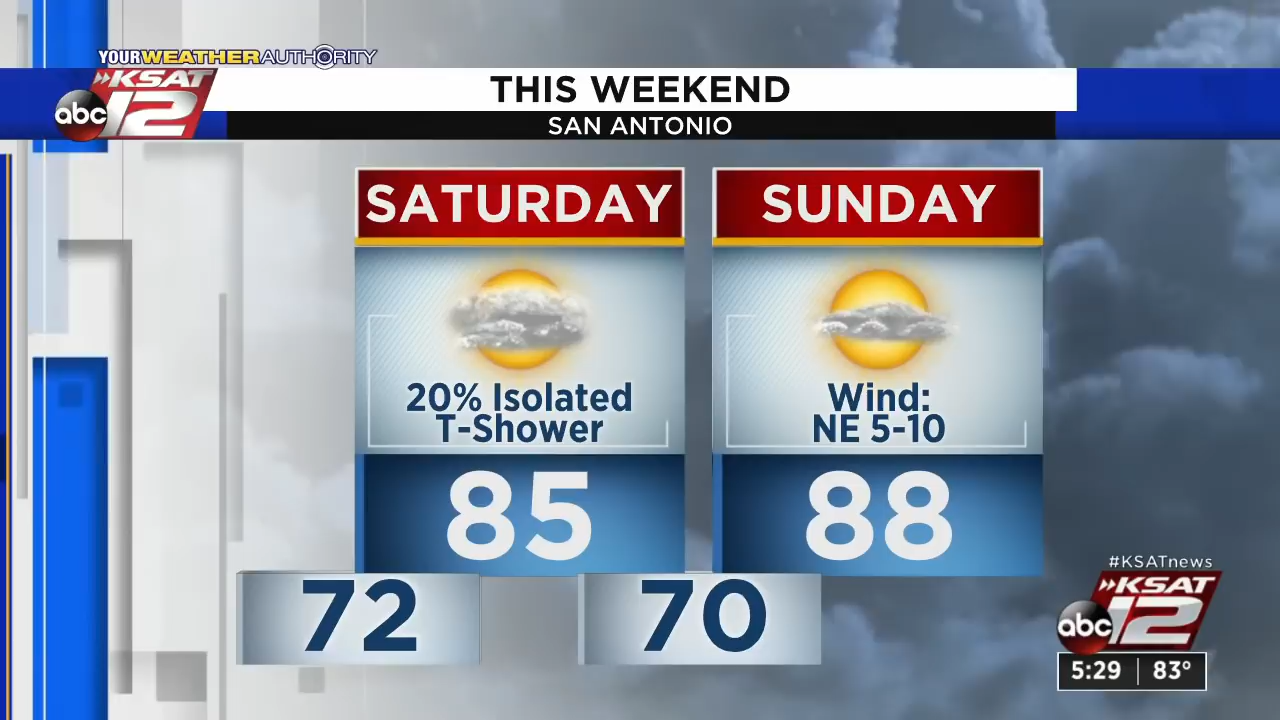 YOURWEATHERAUTHORITY
KSAT
abc 12
THIS WEEKEND
SAN ANTONIO
SATURDAY
20% Isolated
T-Shower
85
SUNDAY
Wind:
NE 5-10
88
72
70
#KSATnews
KSAT
abc 12
5:29 83°